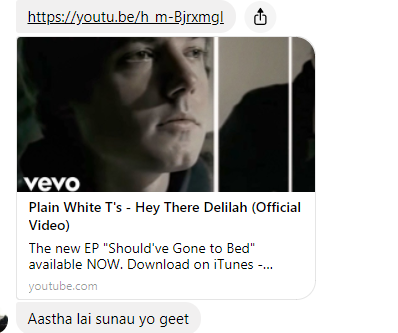 https://youtu.be/h_m-Bjrxmgl
vevo
Plain White T's - Hey There Delilah (Official
Video)
The new EP "Should've Gone to Bed"
available NOW. Download on iTunes -...
youtube.com
Aastha lai sunau yo geet